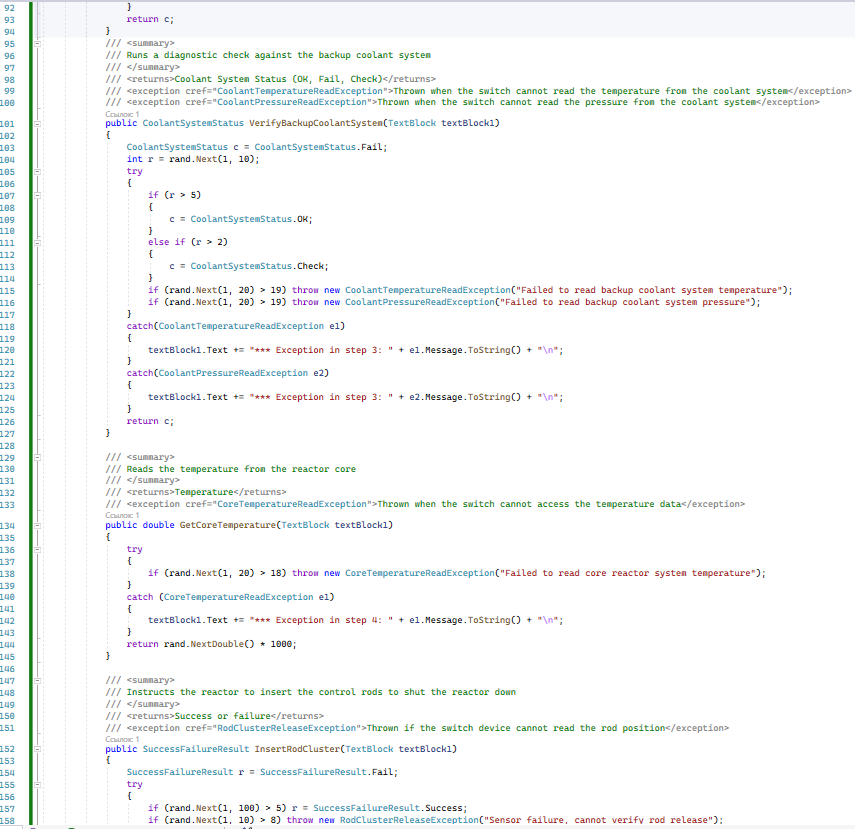 92 }
93 return c;
94 }
95 /// <summary>
96 /// Runs a diagnostic check against the backup coolant system
97 /// </summary>
98 /// <returns>Coolant System Status (OK, Fail, Check)</returns>
99 /// <exception cref="CoolantTemperatureReadException">Thrown when the switch cannot read the temperature from the coolant system</exception>
100 /// <exception cref="CoolantPressureReadException">Thrown when the switch cannot read the pressure from the coolant system</exception>
Ссылок: 1
101 public CoolantSystemStatus VerifyBackupCoolantSystem(TextBlock textBlock1)
102 {
103 CoolantSystemStatus c = CoolantSystemStatus.Fail;
104 int r = rand.Next(1, 10);
105 try
106 {
107 if (r > 5)
108 {
109 c = CoolantSystemStatus.OK;
110 }
111 else if (r > 2)
112 {
113 c = CoolantSystemStatus.Check;
114 }
115 if (rand.Next(1, 20) > 19) throw new CoolantTemperatureReadException("Failed to read backup coolant system temperature");
116 if (rand.Next(1, 20) > 19) throw new CoolantPressureReadException("Failed to read backup coolant system pressure");
117 }
118 catch(CoolantTemperatureReadException e1)
119 {
120 textBlock1.Text += "*** Exception in step 3: " + e1.Message.ToString() + "\n";
121 }
122 catch(CoolantPressureReadException e2)
123 {
124 textBlock1.Text += "*** Exception in step 3: " + e2.Message.ToString() + "\n";
125 }
126 return c;
127 }
128
129 /// <summary>
130 /// Reads the temperature from the reactor core
131 /// </summary>
132 /// <returns>Temperature</returns>
133 /// <exception cref="CoreTemperatureReadException">Thrown when the switch cannot access the temperature data</exception>
Ссылок: 1
134 public double GetCoreTemperature(TextBlock textBlock1)
135 {
136 try
137 {
138 if (rand.Next(1, 20) > 18) throw new CoreTemperatureReadException("Failed to read core reactor system temperature");
139 }
140 catch (CoreTemperatureReadException e1)
141 {
142 textBlock1.Text += "*** Exception in step 4: " + e1.Message.ToString() + "\n";
143 }
144 return rand.NextDouble() * 1000;
145 }
146
147 /// <summary>
148 /// Instructs the reactor to insert the control rods to shut the reactor down
149 /// </summary>
150 /// <returns>Success or failure</returns>
151 /// <exception cref="RodClusterReleaseException">Thrown if the switch device cannot read the rod position</exception>
Ссылок: 1
152 public SuccessFailureResult InsertRodCluster(TextBlock textBlock1)
153 {
154 SuccessFailureResult r = SuccessFailureResult.Fail;
155 try
156 {
157 if (rand.Next(1, 100) > 5) r = SuccessFailureResult.Success;
158 if (rand.Next(1, 10) > 8) throw new RodClusterReleaseException("Sensor failure, cannot verify rod release");